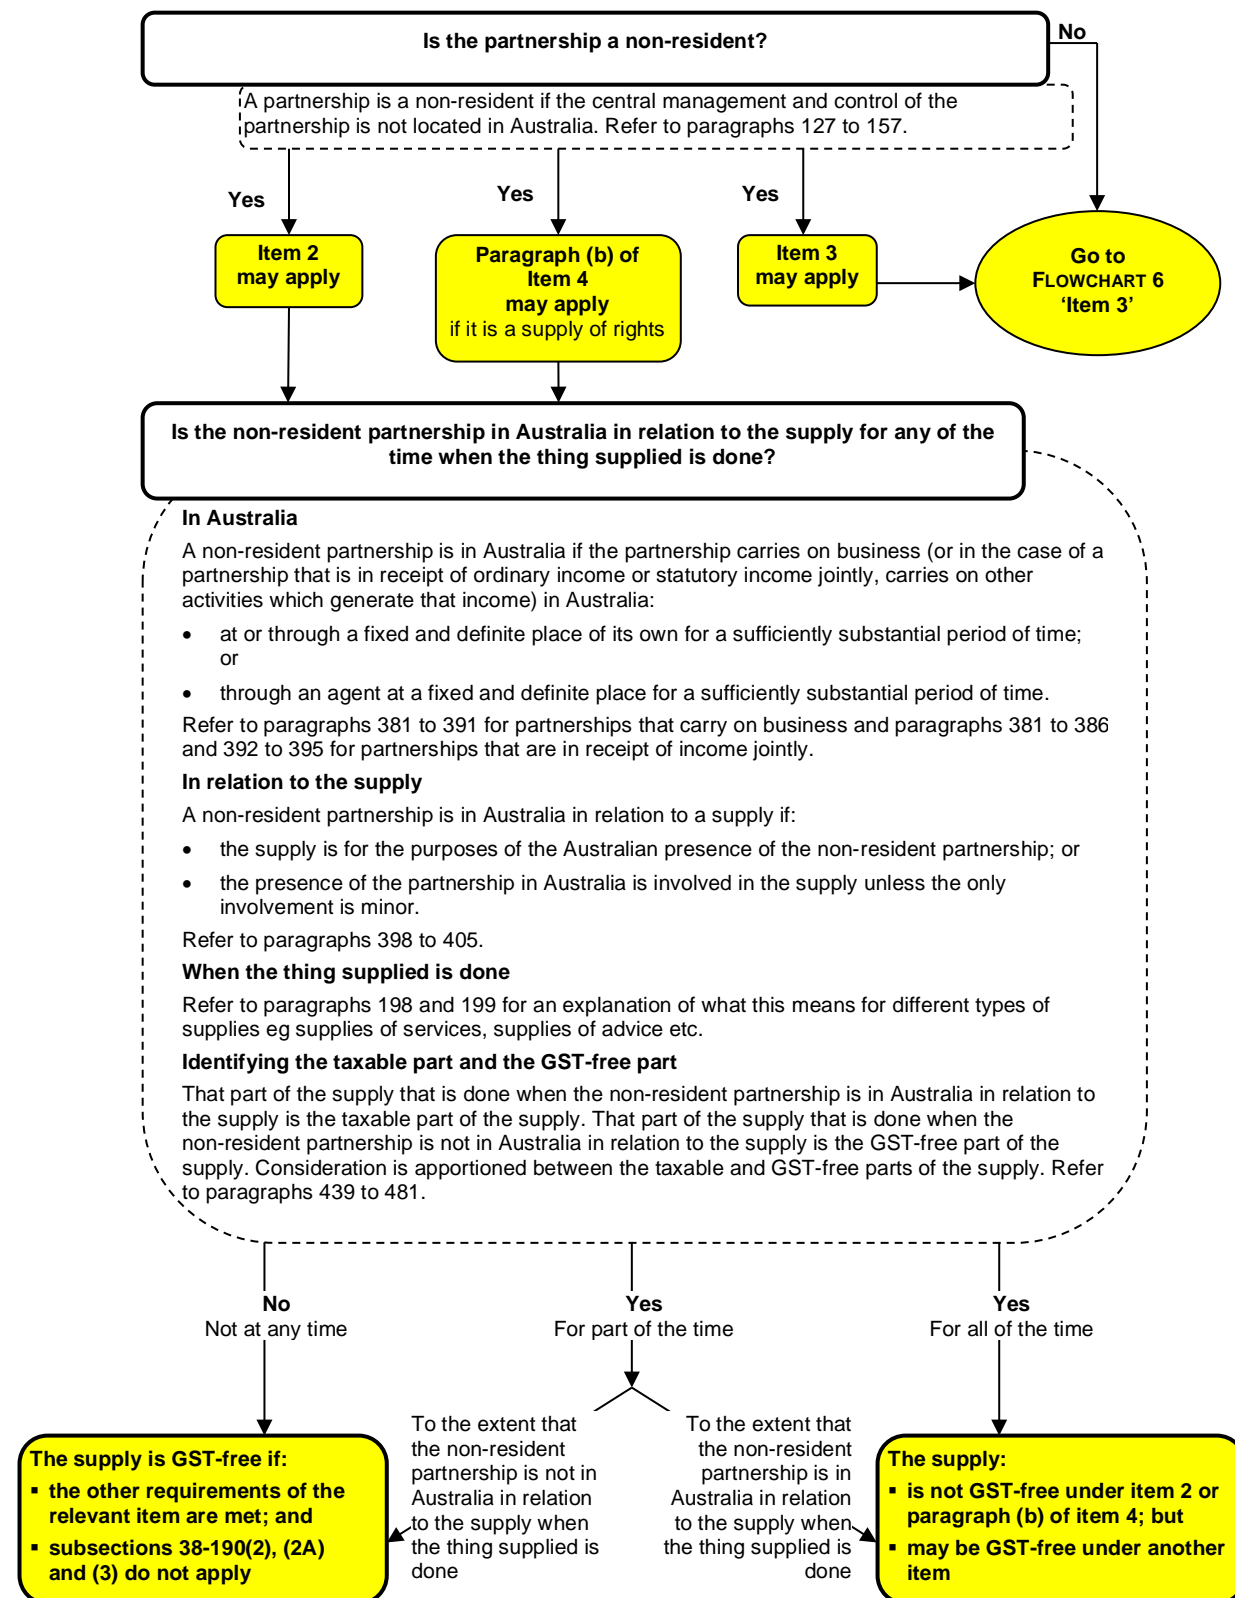 Is the partnership a non-resident?
No
A partnership is a non-resident if the central management and control of the
partnership is not located in Australia. Refer to paragraphs 127 to 157.
Yes
Yes
Yes
Item 2
may apply
Paragraph (b) of
Item 4
may apply
if it is a supply of rights
Item 3
may apply
Go to
FLOWCHART 6
‘Item 3’
Is the non-resident partnership in Australia in relation to the supply for any of the
time when the thing supplied is done?
In Australia
A non-resident partnership is in Australia if the partnership carries on business (or in the case of a
partnership that is in receipt of ordinary income or statutory income jointly, carries on other
activities which generate that income) in Australia:
• at or through a fixed and definite place of its own for a sufficiently substantial period of time;
or
• through an agent at a fixed and definite place for a sufficiently substantial period of time.
Refer to paragraphs 381 to 391 for partnerships that carry on business and paragraphs 381 to 386
and 392 to 395 for partnerships that are in receipt of income jointly.
In relation to the supply
A non-resident partnership is in Australia in relation to a supply if:
• the supply is for the purposes of the Australian presence of the non-resident partnership; or
• the presence of the partnership in Australia is involved in the supply unless the only
involvement is minor.
Refer to paragraphs 398 to 405.
When the thing supplied is done
Refer to paragraphs 198 and 199 for an explanation of what this means for different types of
supplies eg supplies of services, supplies of advice etc.
Identifying the taxable part and the GST-free part
That part of the supply that is done when the non-resident partnership is in Australia in relation to
the supply is the taxable part of the supply. That part of the supply that is done when the
non-resident partnership is not in Australia in relation to the supply is the GST-free part of the
supply. Consideration is apportioned between the taxable and GST-free parts of the supply. Refer
to paragraphs 439 to 481.
No
Not at any time
Yes
For part of the time
Yes
For all of the time
The supply is GST-free if:
▪ the other requirements of the
relevant item are met; and
▪ subsections 38-190(2), (2A)
and (3) do not apply
To the extent that
the non-resident
partnership is not in
Australia in relation
to the supply when
the thing supplied is
done
To the extent that
the non-resident
partnership is in
Australia in relation
to the supply when
the thing supplied is
done
The supply:
▪ is not GST-free under item 2 or
paragraph (b) of item 4; but
▪ may be GST-free under another
item